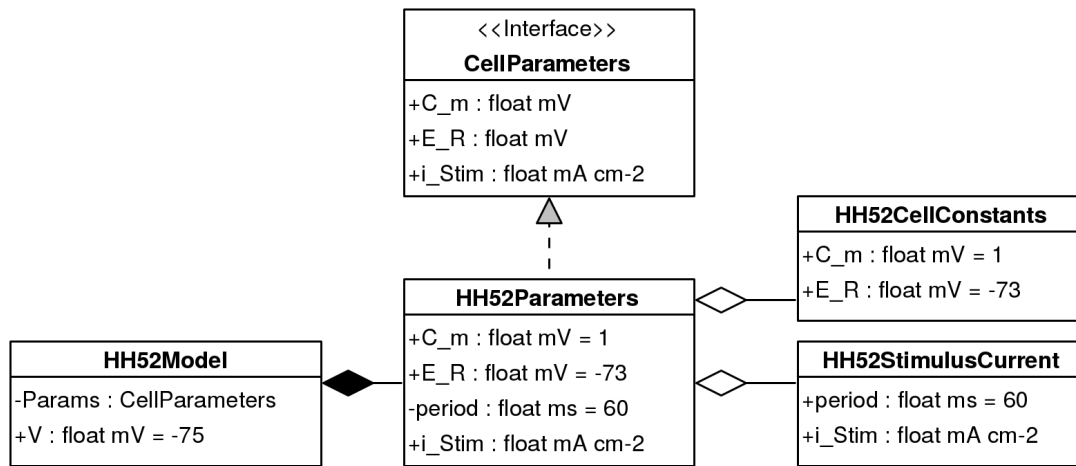 <<Interface>>
CellParameters
+C_m : float mV
+E_R : float mV
+i_Stim : float mA cm-2
HH52CellConstants
+C_m : float mV = 1
+E_R : float mV = -73
HH52Parameters
+C_m : float mV = 1
+E_R : float mV = -73
-period : float ms = 60
+i_Stim : float mA cm-2
HH52Model
-Params : CellParameters
+V : float mV = -75
HH52StimulusCurrent
+period : float ms = 60
+i_Stim : float mA cm-2